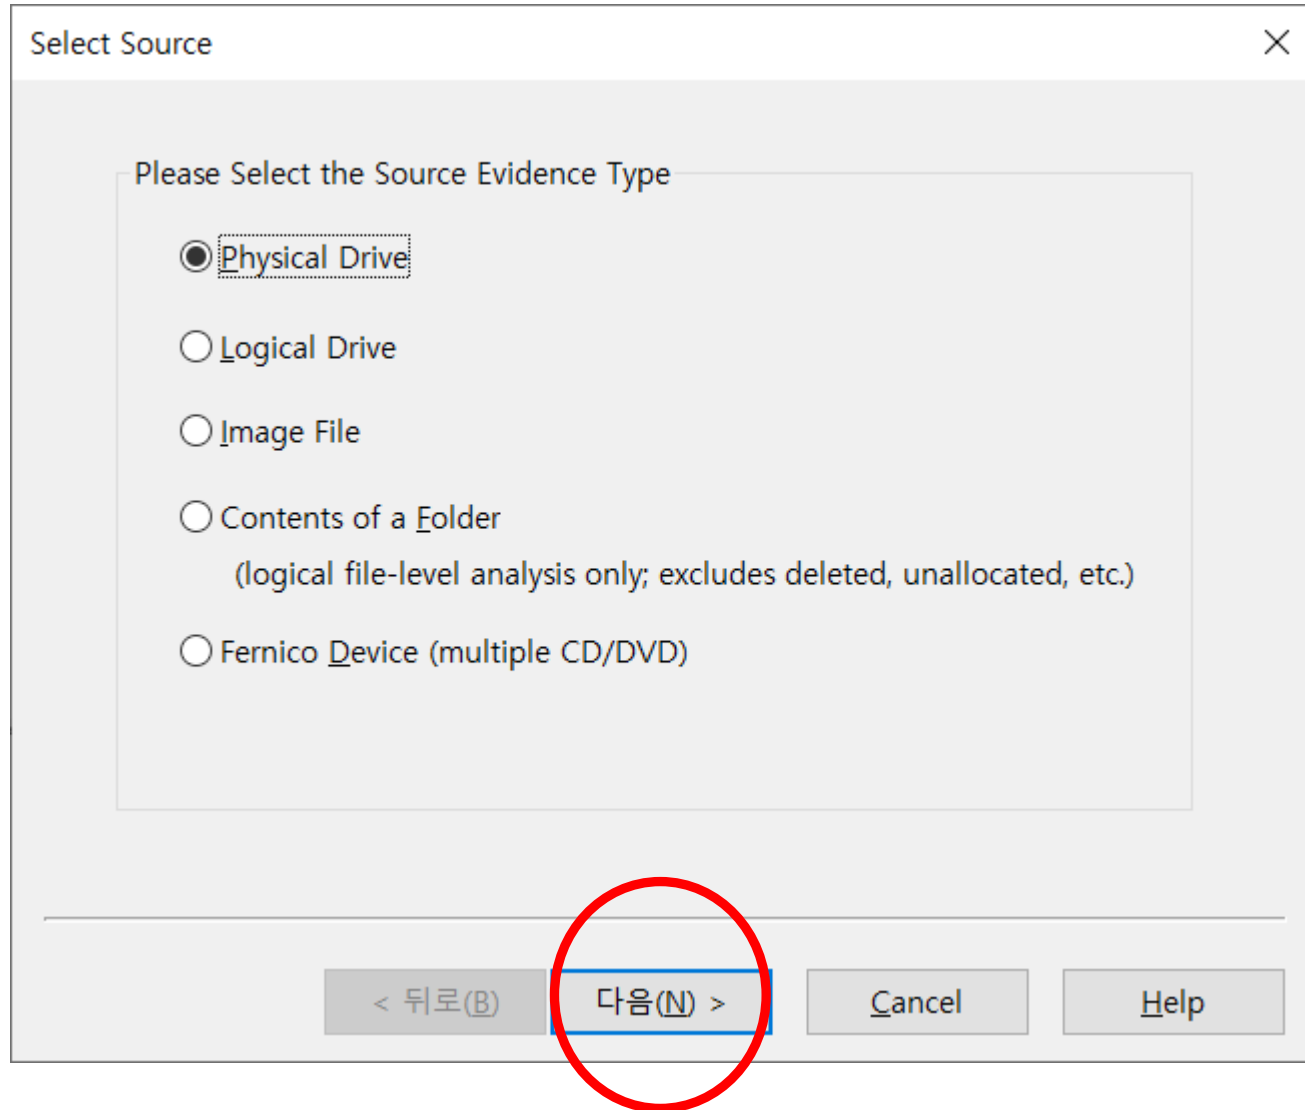 Select Source
Please Select the Source Evidence Type
Physical Drive
Logical Drive
Image File
Contents of a Folder
(logical file-level analysis only; excludes deleted, unallocated, etc.)
Fernico Device (multiple CD/DVD)
< 뒤로(B) 다음(N) > Cancel Help